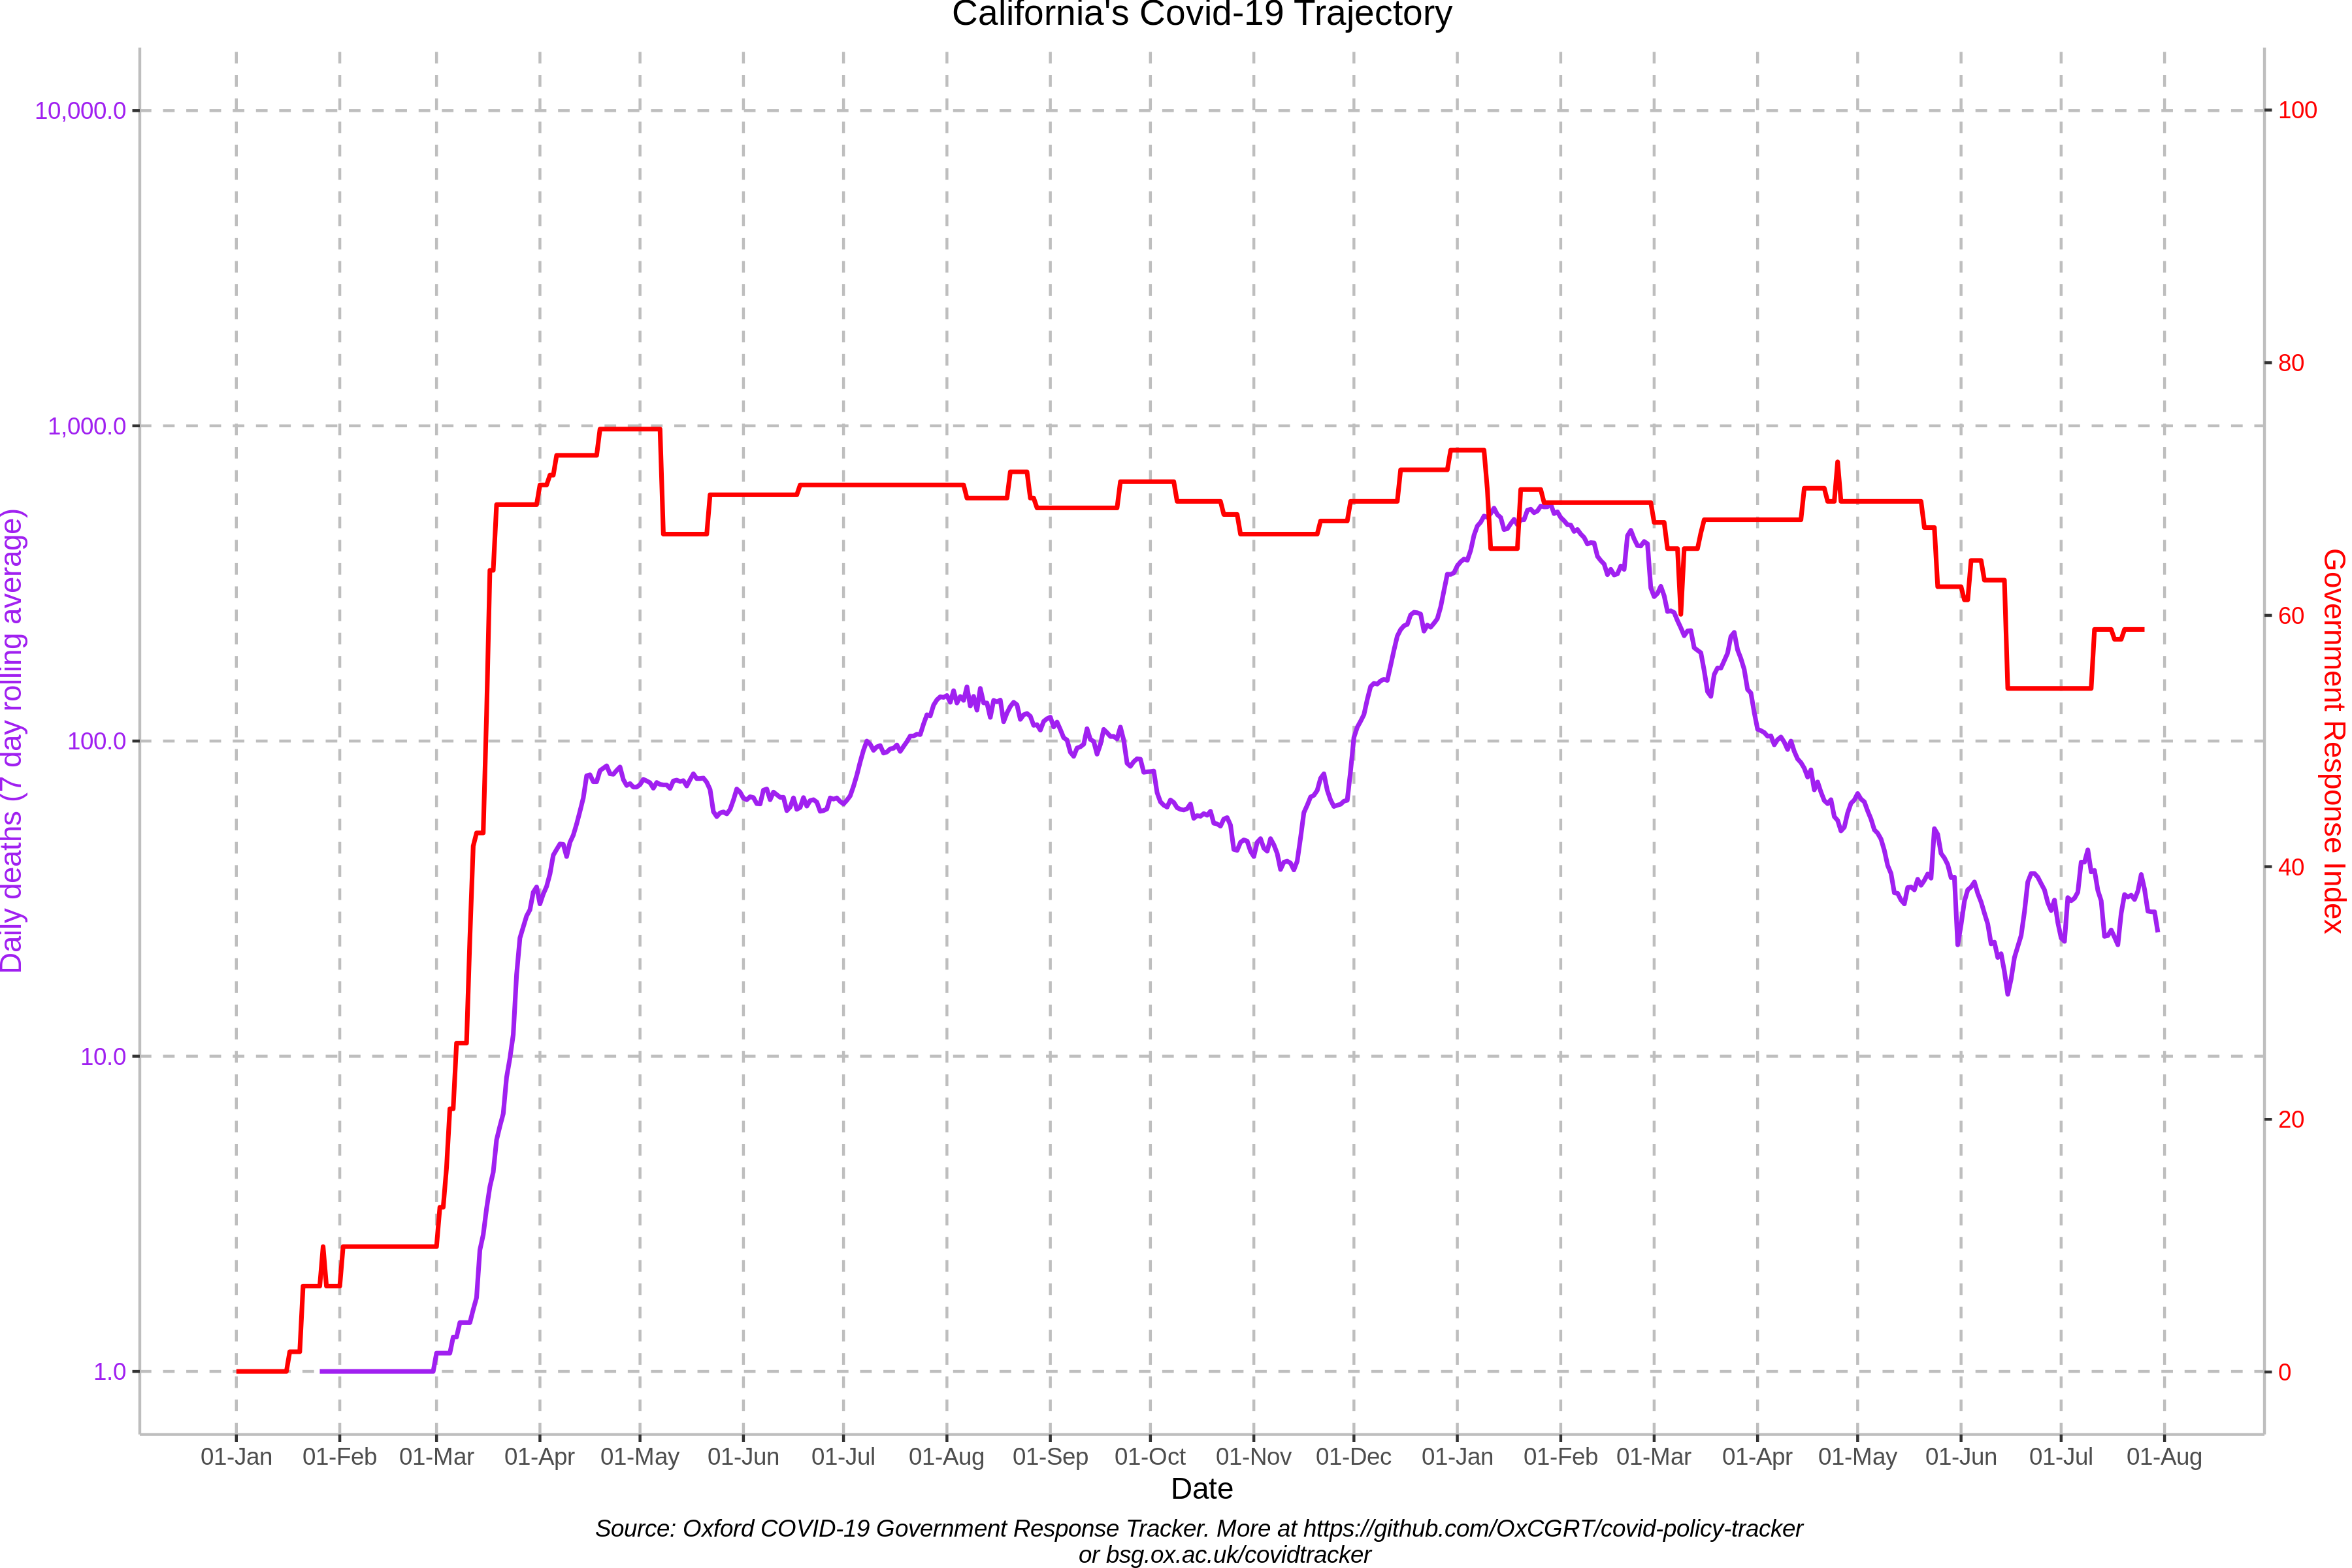 California's Covid-19 Trajectory
10,000.0
1,000.0
100.0
10.0
1.0
Daily deaths (7 day rolling average)
100
80
60
40
20
0
Government Response Index
01-Jan 01-Feb 01-Mar 01-Apr 01-May 01-Jun 01-Jul 01-Aug 01-Sep 01-Oct 01-Nov 01-Dec 01-Jan 01-Feb 01-Mar 01-Apr 01-May 01-Jun 01-Jul 01-Aug
Date
Source: Oxford COVID-19 Government Response Tracker. More at https://github.com/OxCGRT/covid-policy-tracker
or bsg.ox.ac.uk/covidtracker